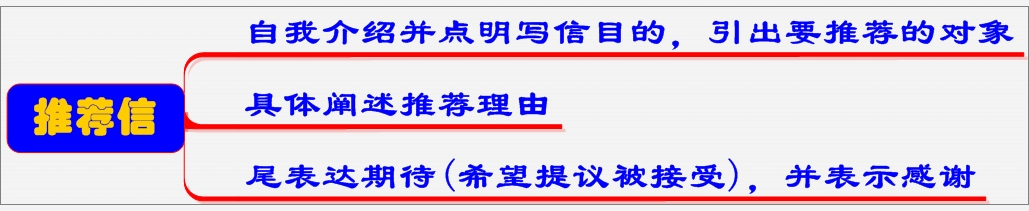 自我介绍并点明写信目的，引出要推荐的对象
推荐信
具体阐述推荐理由
尾表达期待(希望提议被接受)，并表示感谢